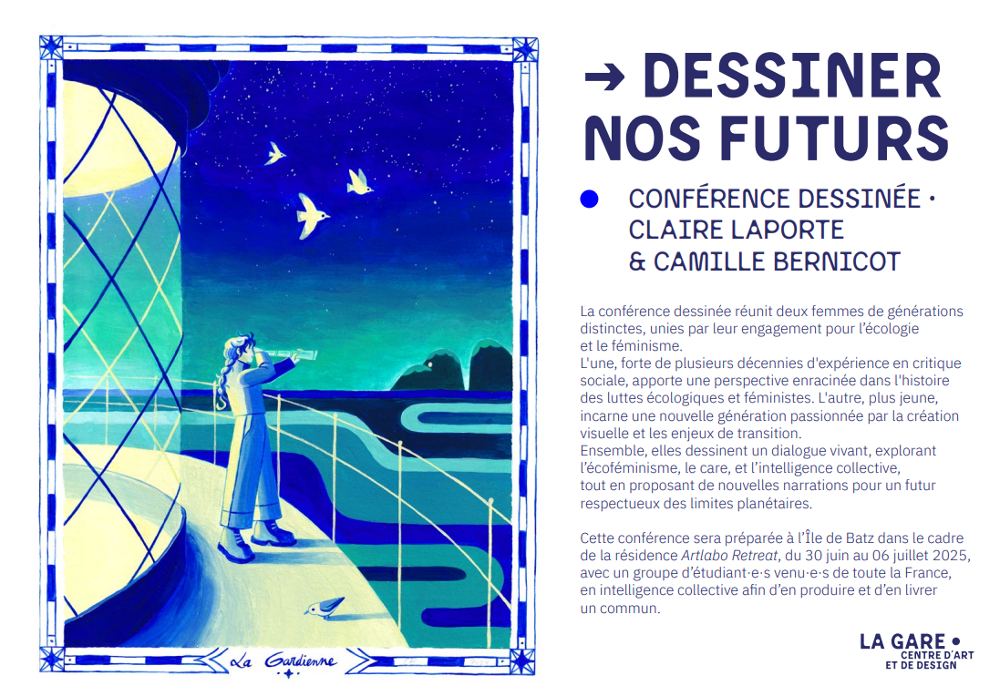 → DESSINER
NOS FUTURS
CONFÉRENCE DESSINÉE •
CLAIRE LAPORTE
& CAMILLE BERNICOT
La conférence dessinée réunit deux femmes de générations
distinctes, unies par leur engagement pour l’écologie
et le féminisme.
L'une, forte de plusieurs décennies d'expérience en critique
sociale, apporte une perspective enracinée dans l'histoire
des luttes écologiques et féministes. L'autre, plus jeune,
incarne une nouvelle génération passionnée par la création
visuelle et les enjeux de transition.
Ensemble, elles dessinent un dialogue vivant, explorant
l’écoféminisme, le care, et l’intelligence collective,
tout en proposant de nouvelles narrations pour un futur
respectueux des limites planétaires.
Cette conférence sera préparée à l’Île de Batz dans le cadre
de la résidence Artlabo Retreat, du 30 juin au 06 juillet 2025,
avec un groupe d’étudiant·e·s venu·e·s de toute la France,
en intelligence collective afin d’en produire et d’en livrer
un commun.
La Gardienne
LA GARE •
CENTRE D’ART
ET DE DESIGN